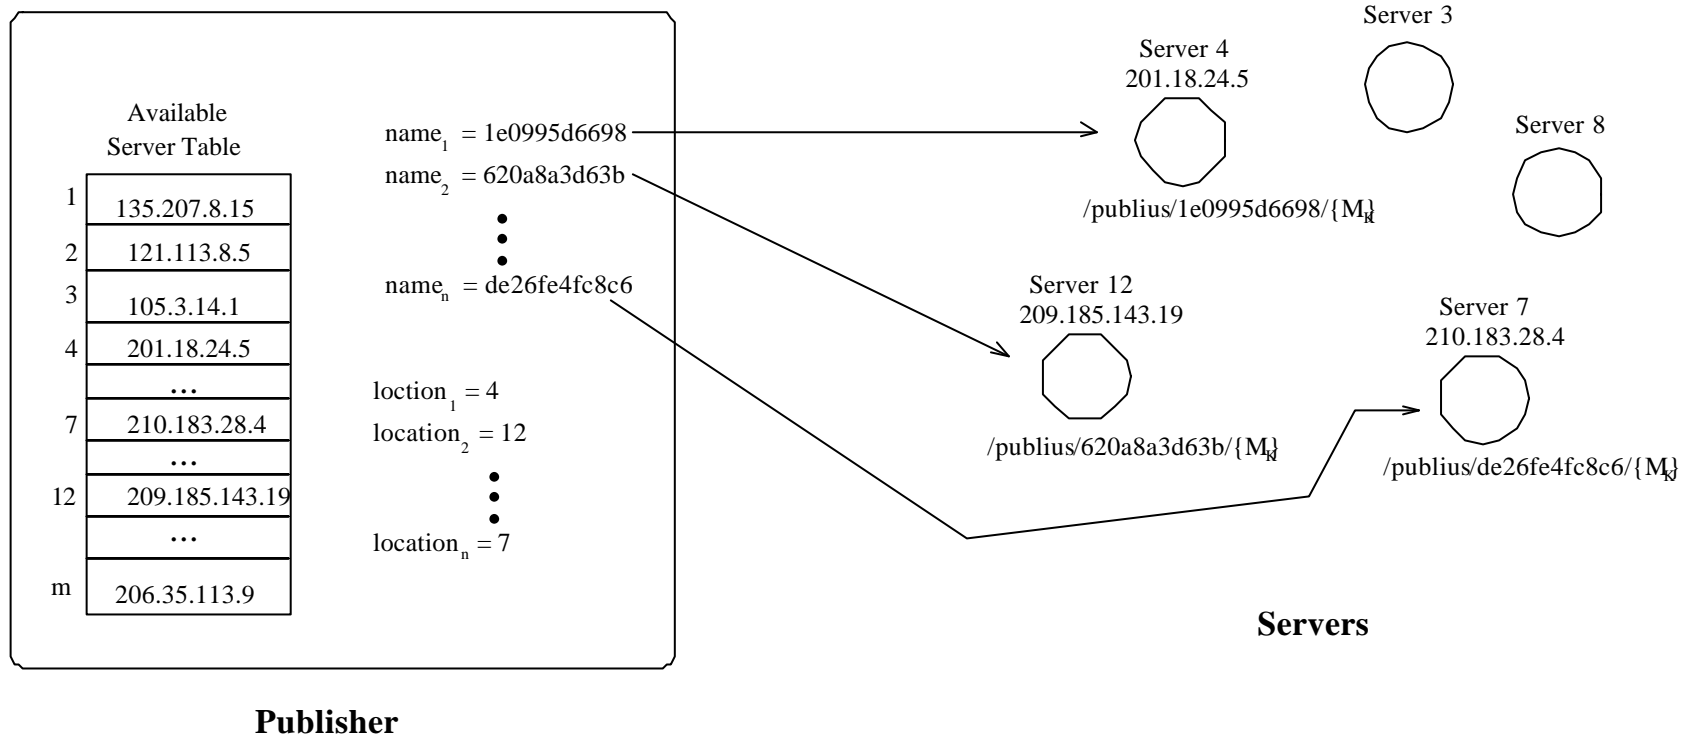 Available
Server Table
1 135.207.8.15
2 121.113.8.5
3 105.3.14.1
4 201.18.24.5
...
7 210.183.28.4
...
12 209.185.143.19
...
m 206.35.113.9
name1 = 1e0995d6698
name2 = 620a8a3d63b
namen = de26fe4fc8c6
loction1 = 4
location2 = 12
locationn = 7
Publisher
Server 3
Server 4
201.18.24.5
/publius/1e0995d6698/{MK}
Server 8
Server 12
209.185.143.19
/publius/620a8a3d63b/{MK}
Server 7
210.183.28.4
/publius/de26fe4fc8c6/{MK}
Servers